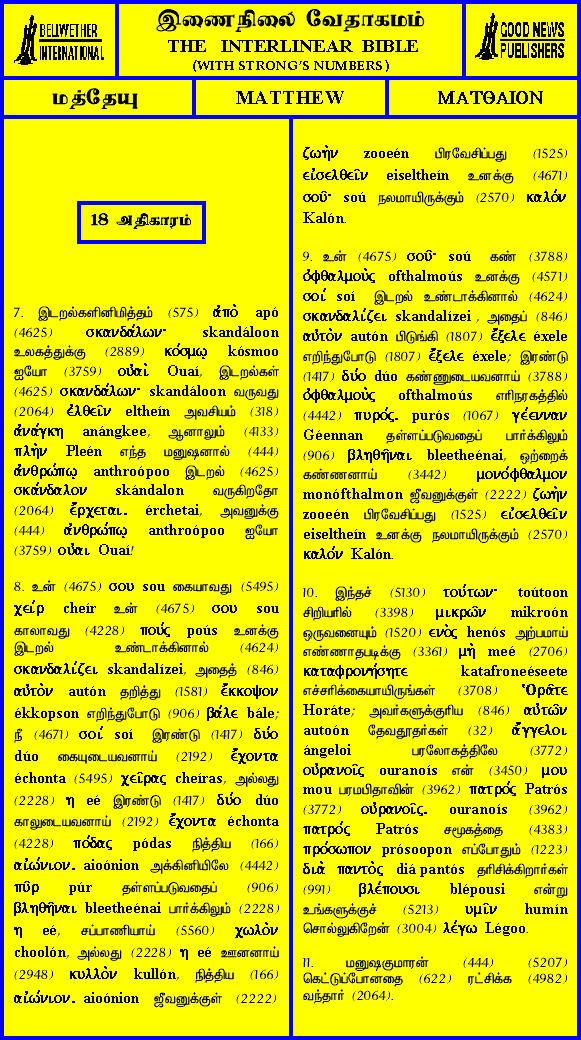 BELLWETHER
INTERNATIONAL
இணைநிலை வேதாகமம்
THE INTERLINEAR BIBLE
(WITH STRONG'S NUMBERS)
GOOD NEWS
PUBLISHERS
மத்தேயு
MATTHEW
ΜΑΤΘΑΙΟΝ
18 அதிகாரம்
7. இடறல்களினிமித்தம் (575) ἀπὸ apó
(4625) σκανδάλων· skandáloon
உலகத்துக்கு (2889) κόσμῳ kósmoo
ஐயோ (3759) οὐαὶ Ouaí, இடறல்கள்
(4625) σκανδάλων· skandáloon வருவது
(2064) ἐλθεῖν eltheín அவசியம் (318)
ἀνάγκη anángkee, ஆனாலும் (4133)
πλὴν Pleén எந்த மனுஷனால் (444)
ἀνθρώπῳ anthroópoo இடறல் (4625)
σκάνδαλον skándalon வருகிறதோ
(2064) ἔρχεται. érchetai, அவனுக்கு
(444) ἀνθρώπῳ anthroópoo ஐயோ
(3759) οὐαι Ouaí!
8. உன் (4675) σου sou கையாவது (5495)
χείρ cheír உன் (4675) σου sou
காலாவது (4228) πούς poús உனக்கு
இடறல் உண்டாக்கினால் (4624)
σκανδαλίζει skandalízei, அதைத் (846)
αὐτὸν autón தறித்து (1581) ἔκκοψον
ékkopson எறிந்துபோடு (906) βάλε bále;
நீ (4671) σοί soí இரண்டு (1417) δύο
dúo கையுடையவனாய் (2192) ἔχοντα
échonta (5495) χεῖρας cheíras, அல்லது
(2228) η eé இரண்டு (1417) δύο dúo
காலுடையவனாய் (2192) ἔχοντα échonta
(4228) πόδας pódas நித்திய (166)
αἰώνιον. aioónion அக்கினியிலே (4442)
πῦρ púr தள்ளப்படுவதைப் (906)
βληθῆναι bleetheénai பார்க்கிலும் (2228)
η eé, சப்பாணியாய் (5560) χωλὸν
choolón, அல்லது (2228) η eé ஊனனாய்
(2948) κυλλὸν kullón, நித்திய (166)
αἰώνιον. aioónion ஜீவனுக்குள் (2222)
ζωὴν zooeén பிரவேசிப்பது (1525)
εἰσελθεῖν eiseltheín உனக்கு (4671)
σοῦ· soú நலமாயிருக்கும் (2570) καλόν
Kalón.
9. உன் (4675) σοῦ· soú கண் (3788)
ὀφθαλμοὺς ofthalmoús உனக்கு (4571)
σοί soí இடறல் உண்டாக்கினால் (4624)
σκανδαλίζει skandalízei , அதைப் (846)
αὐτὸν autón பிடுங்கி (1807) ἔξελε éxele
எறிந்துபோடு (1807) ἔξελε éxele; இரண்டு
(1417) δύο dúo கண்ணுடையவனாய் (3788)
ὀφθαλμοὺς ofthalmoús எரிநரகத்தில்
(4442) πυρός. purós (1067) γέενναν
Géennan தள்ளப்படுவதைப் பார்க்கிலும்
(906) βληθῆναι bleetheénai, ஒற்றைக்
கண்ணனாய் (3442) μονόφθαλμον
monófthalmon ஜீவனுக்குள் (2222) ζωὴν
zooeén பிரவேசிப்பது (1525) εἰσελθεῖν
eiseltheín உனக்கு நலமாயிருக்கும் (2570)
καλόν Kalón.
10. இந்தச் (5130) τούτων· toútoon
சிறியரில் (3398) μικρῶν mikroón
ஒருவனையும் (1520) ενὸς henós அற்பமாய்
எண்ணாதபடிக்கு (3361) μὴ meé (2706)
καταφρονήσητε katafroneéseete
எச்சரிக்கையாயிருங்கள் (3708) Ὁρᾶτε
Horáte; அவர்களுக்குரிய (846) αὐτῶν
autoón தேவதூதர்கள் (32) ἄγγελοι
ángeloi பரலோகத்திலே (3772)
οὐρανοῖς ouranoís என் (3450) μου
mou பரமபிதாவின் (3962) πατρός Patrós
(3772) οὐρανοῖς. ouranoís (3962)
πατρός Patrós சமூகத்தை (4383)
πρόσωπον prósoopon எப்போதும் (1223)
διὰ παντὸς diá pantós தரிசிக்கிறார்கள்
(991) βλέπουσι blépousi என்று
உங்களுக்குச் (5213) υμῖν humín
சொல்லுகிறேன் (3004) λέγω Légoo.
11. மனுஷகுமாரன் (444) (5207)
கெட்டுப்போனதை (622) ரட்சிக்க (4982)
வந்தார் (2064).